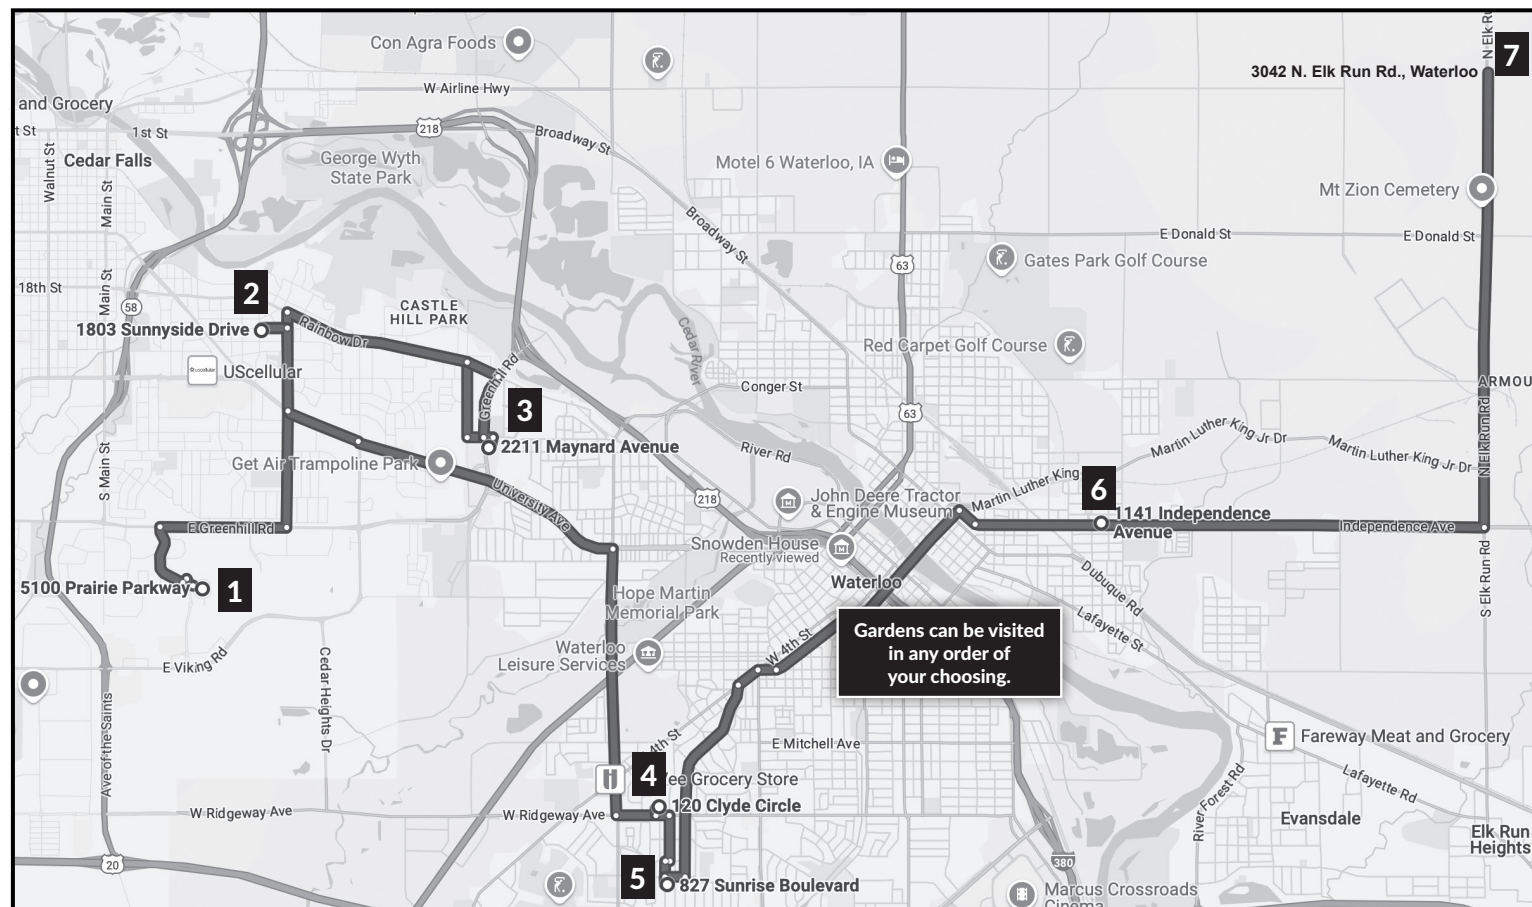 N Elk Ru
7
Con Agra Foods
3042 N. Elk Run Rd., Waterloo
W Airline Hwy
and Grocery
t St
1st St
218
Broadway St
Cedar Falls
George Wyth
State Park
Motel 6 Waterloo, IA
Walnut St
Main St
Mt Zion Cemetery
Broadway St
E Donald St
E Donald St
63
Gates Park Golf Course
18th St
Main St
2
58
CASTLE
HILL PARK
1803 Sunnyside Drive
Rainbow Dr
Cedar River
Red Carpet Golf Course
UScellular
Greenhill Rd
Conger St
ARMOU
3
63
2211 Maynard Avenue
Martin Luther King Jr Dr
Martin Luther King Jr Dr
N Elk Run Rd
S Main St
Get Air Trampoline Park
River Rd
University Ave
218
John Deere Tractor
& Engine Museum
Martin Luther King
6
1141 Independence
Avenue
Independence Ave
E Greenhill Rd
Snowden House
Recently viewed
5100 Prairie Parkway
1
Waterloo
Hope Martin
Memorial Park
Dubuque Rd
S Elk Run Rd
Lafayette St
Gardens can be visited
in any order of
your choosing.
W 4th St
Waterloo
Leisure Services
E Viking Rd
Cedar Heights Dr
Ave of the Saints
4th St
E Mitchell Ave
F
Fareway Meat and Grocery
4
Vee Grocery Store
Lafayette Rd
River Forest Rd
120 Clyde Circle
W Ridgeway Ave
W Ridgeway Ave
Evansdale
Elk Run
Heights
20
380
5
827 Sunrise Boulevard
Marcus Crossroads
Cinema